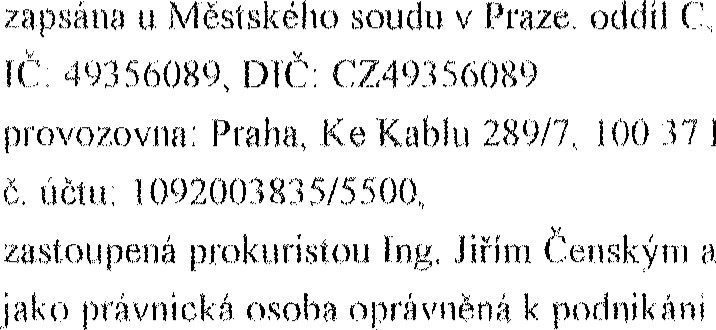 zapsána u Městského soudu v Praze. oddíl C,
IČ: 49356089, DIČ: CZ49356089
provozovna: Praha, Ke Kablu 289/7, 100 37
č. účtu: 1092003835/5500,
zastoupená prokuristou Ing. Jiřím Čenským a
jako právnická osoba oprávněná k podnikání